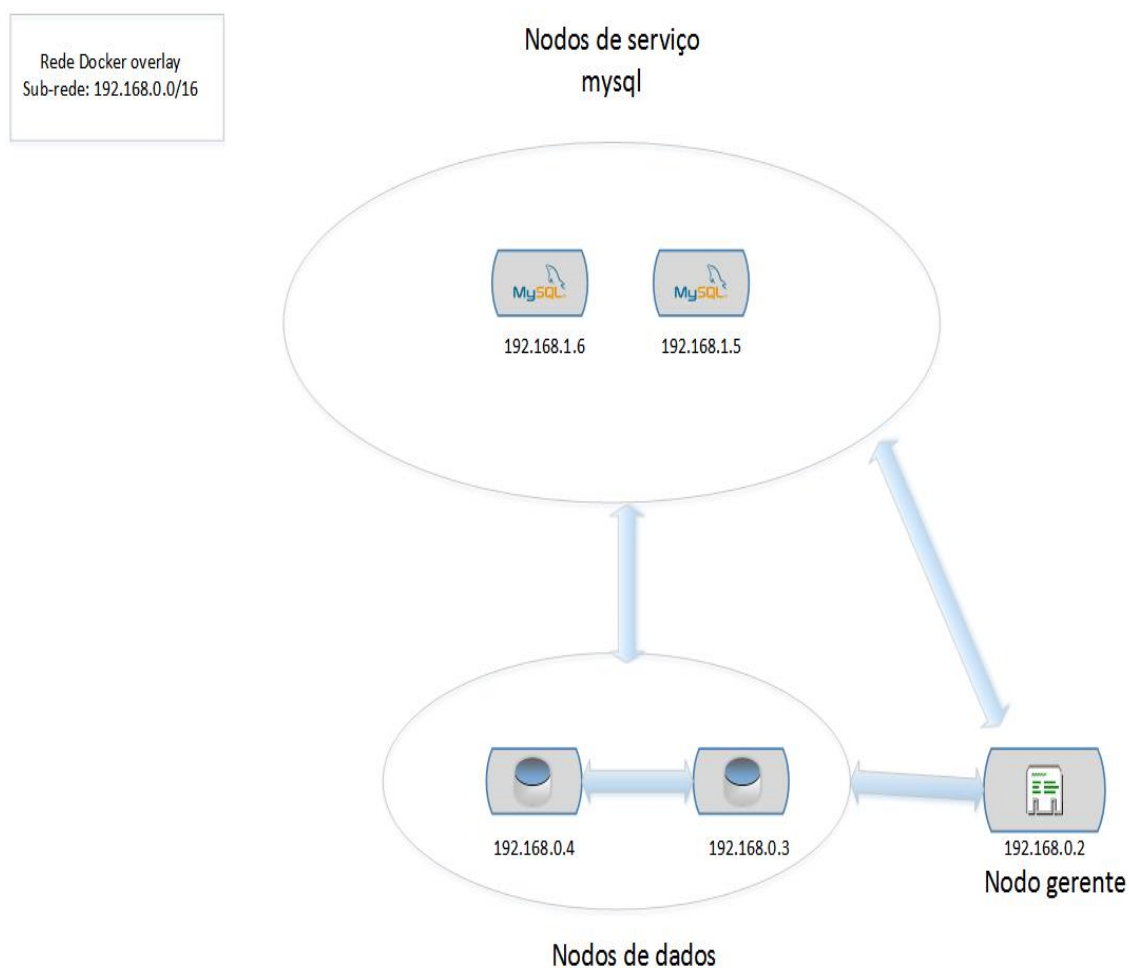 Rede Docker overlay
Sub-rede: 192.168.0.0/16
Nodos de serviço
mysql
MySQL
MySQL
192.168.1.6
192.168.1.5
192.168.0.4
192.168.0.3
192.168.0.2
Nodo gerente
Nodos de dados